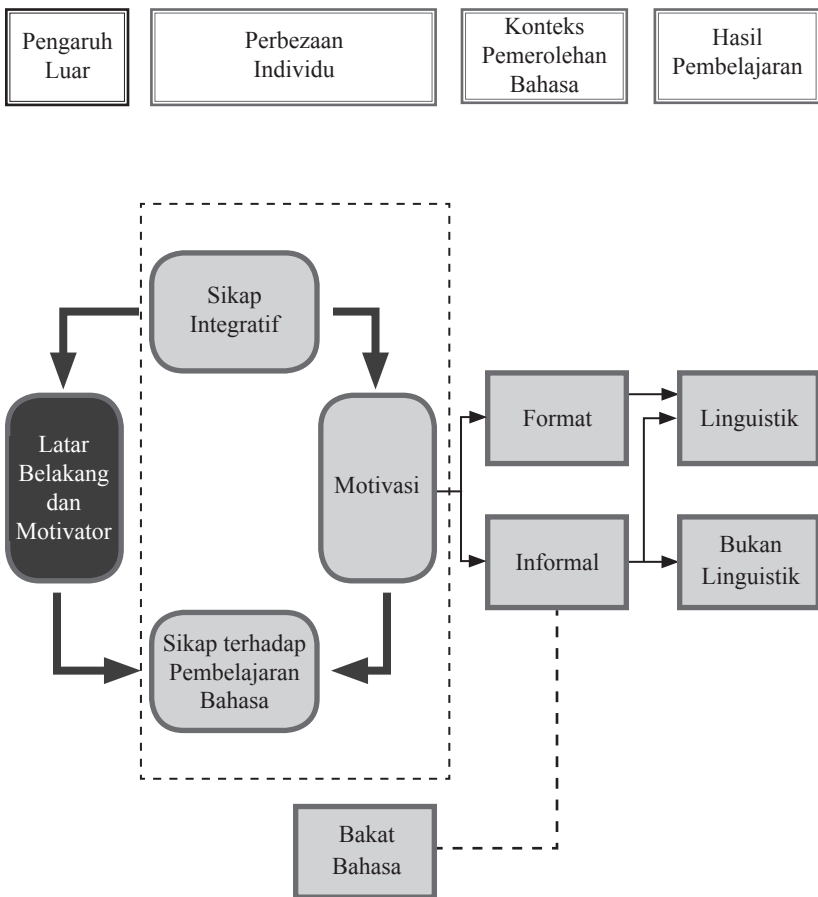 Pengaruh
Luar
Perbezaan
Individu
Konteks
Pemerolehan
Bahasa
Hasil
Pembelajaran
Sikap
Integratif
Latar
Belakang
dan
Motivator
Motivasi
Format
Linguistik
Informal
Bukan
Linguistik
Sikap terhadap
Pembelajaran
Bahasa
Bakat
Bahasa